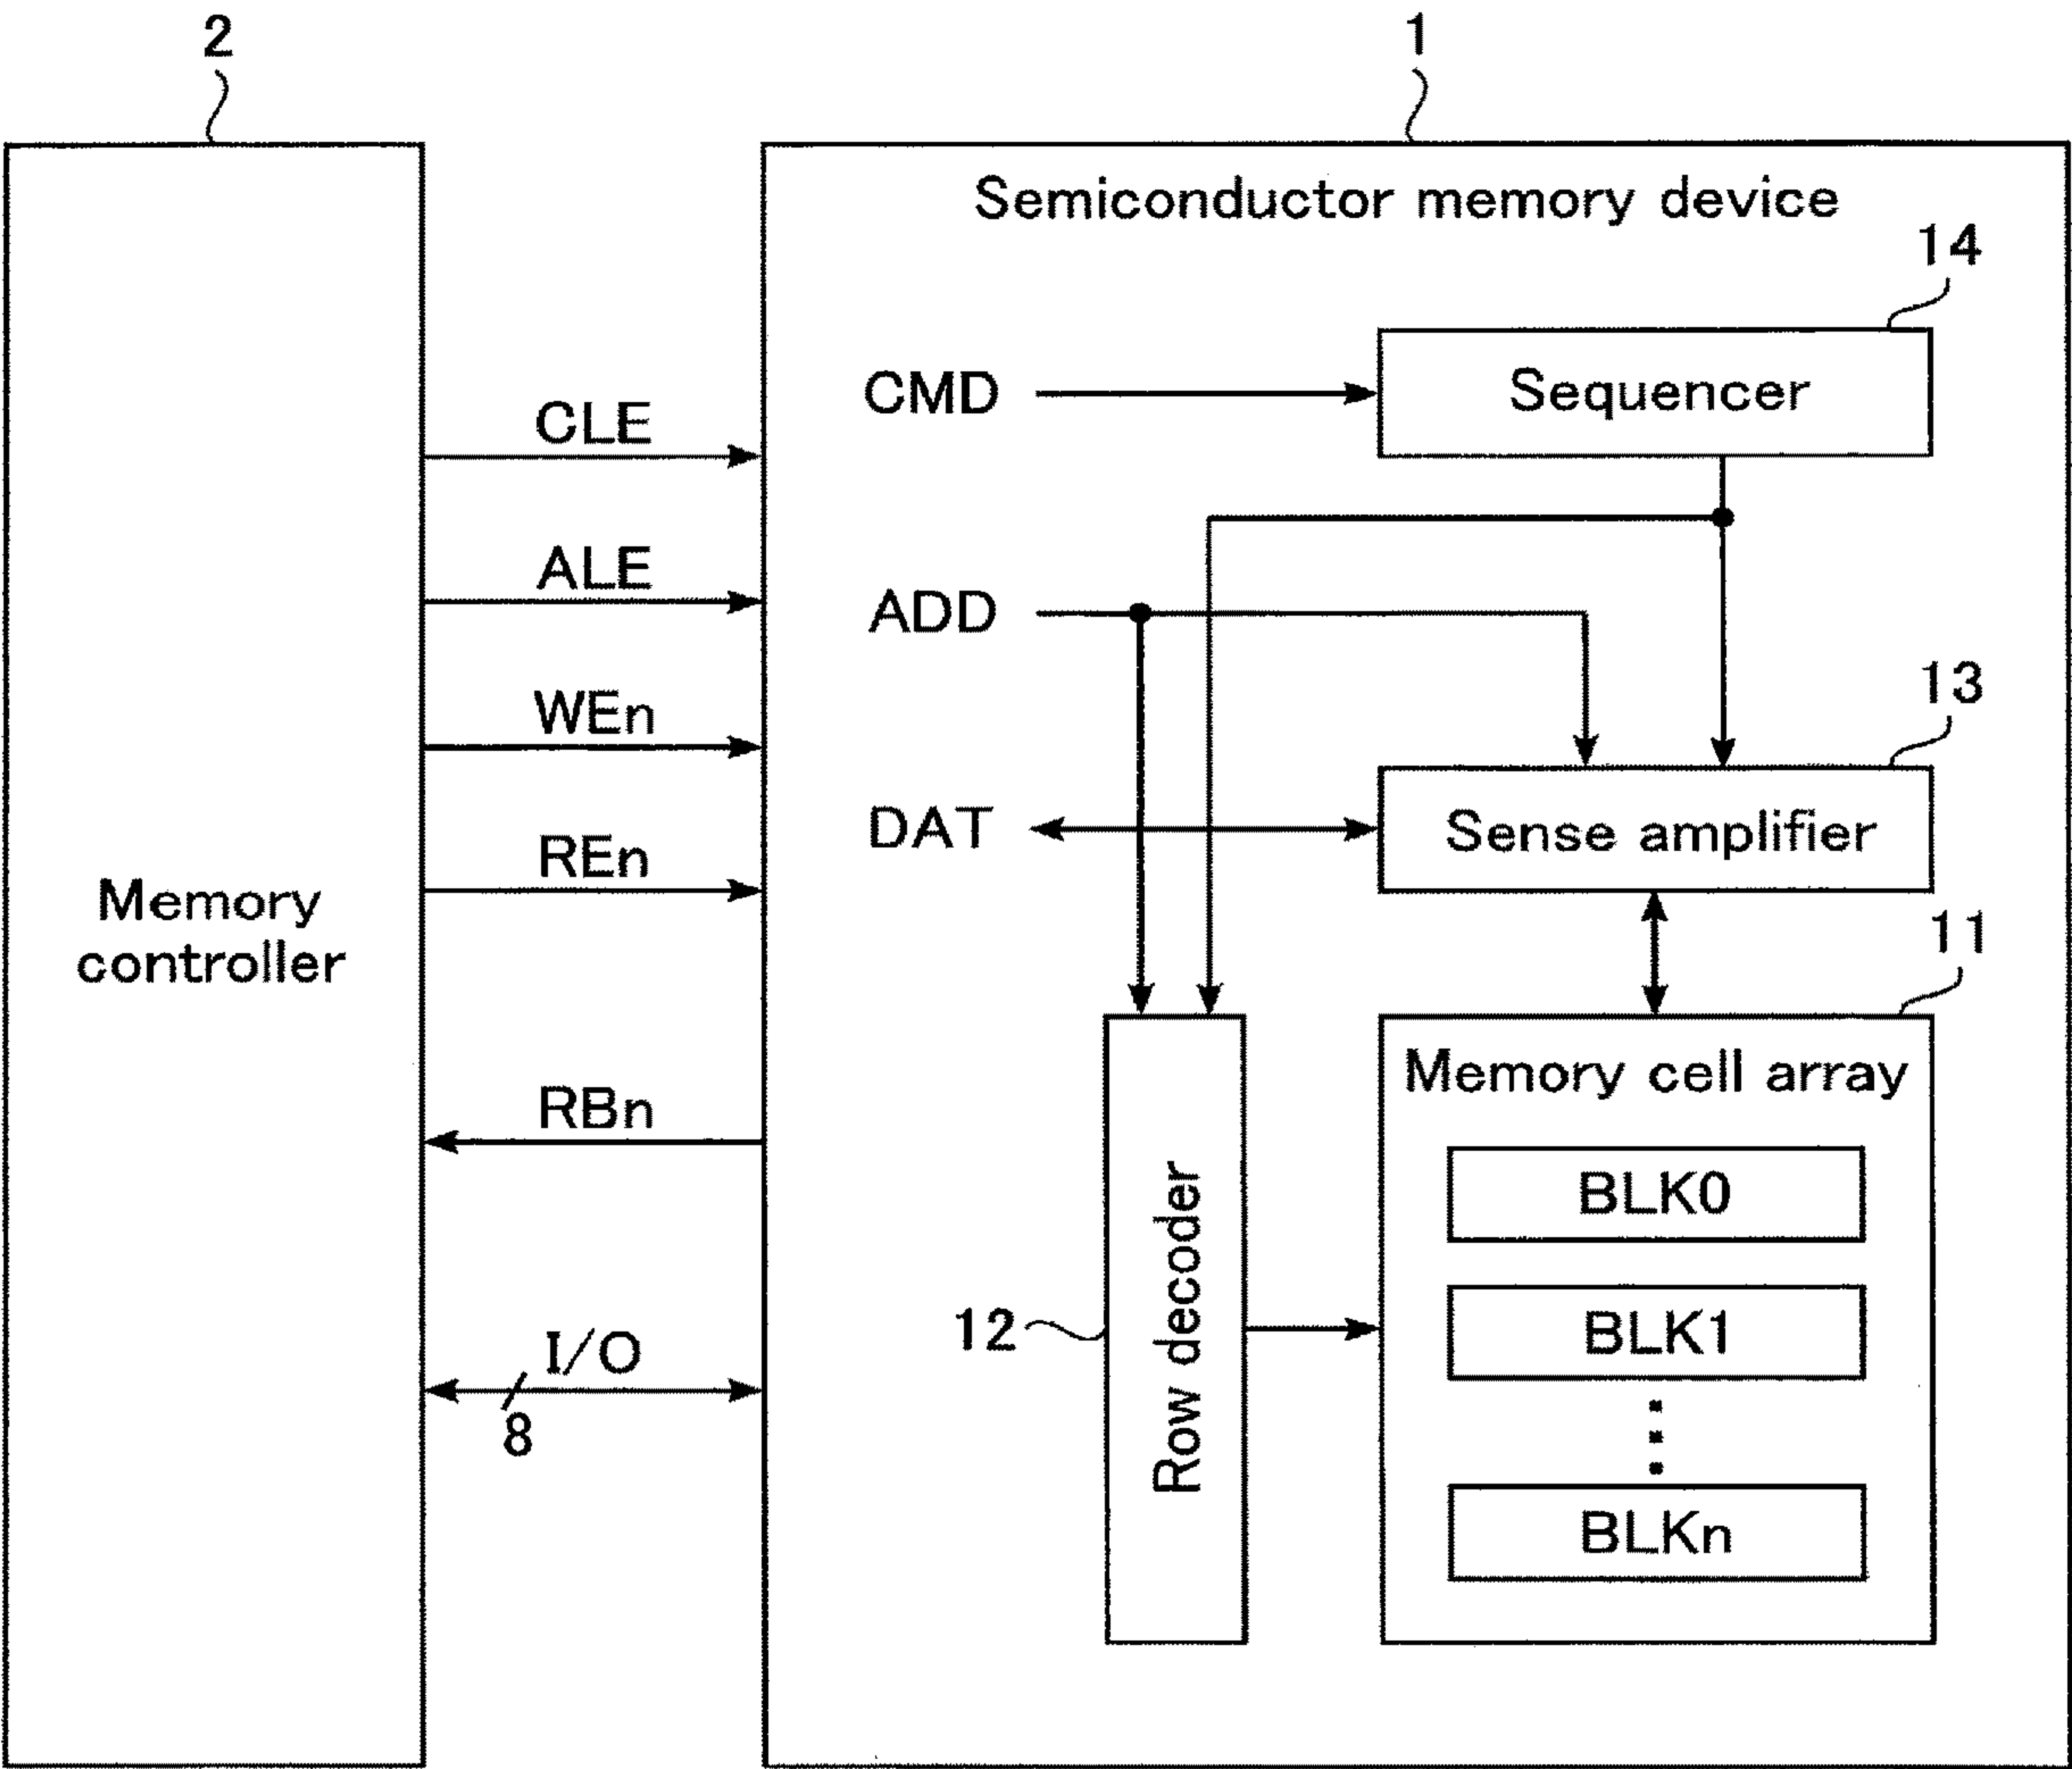 2
1
Semiconductor memory device
14
CMD
Sequencer
CLE
ALE
ADD
WEn
13
DAT
Sense amplifier
REn
Memory
controller
11
Memory cell array
RBn
BLK0
12
Row decoder
BLK1
I/O
8
BLKn